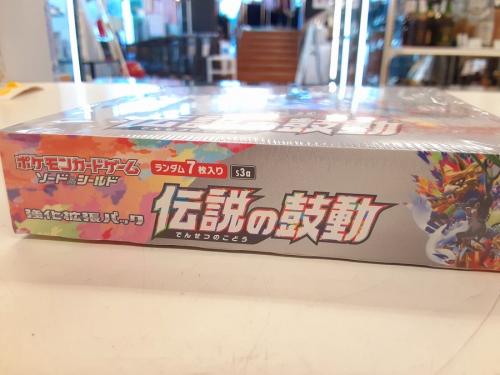 ポケモンカードゲーム
ソード&シールド
強化拡張パック
ランダム7枚入り
s3a
伝説の鼓動
でんせつのこどう